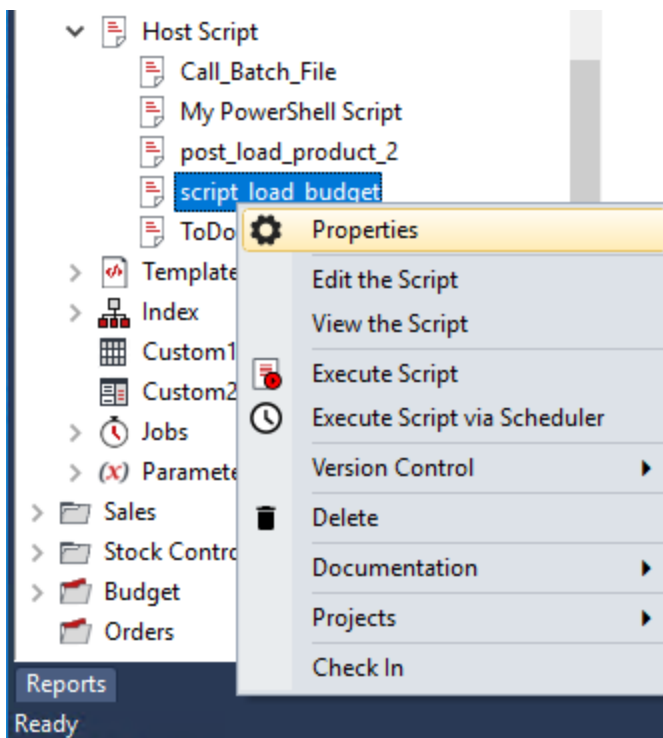 Host Script
Call_Batch_File
My PowerShell Script
post_load_product_2
script_load_budget
ToDo
Properties
Template
Edit the Script
Index
View the Script
Custom1
Execute Script
Custom2
Execute Script via Scheduler
Jobs
Version Control
(x) Paramete
Sales
Delete
Stock Contro
Documentation
Budget
Projects
Orders
Check In
Reports
Ready